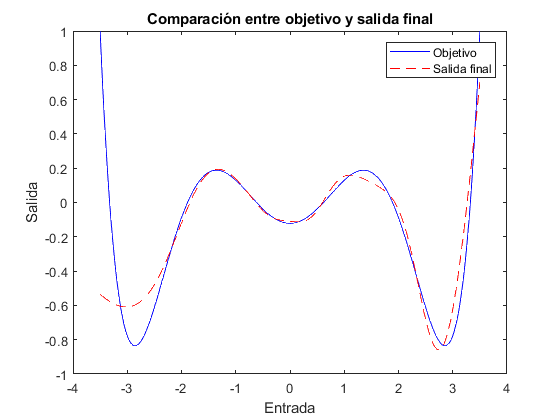 Comparación entre objetivo y salida final
Objetivo
Salida final
1
0.8
0.6
0.4
0.2
0
-0.2
-0.4
-0.6
-0.8
-1
Salida
-4 -3 -2 -1 0 1 2 3 4
Entrada